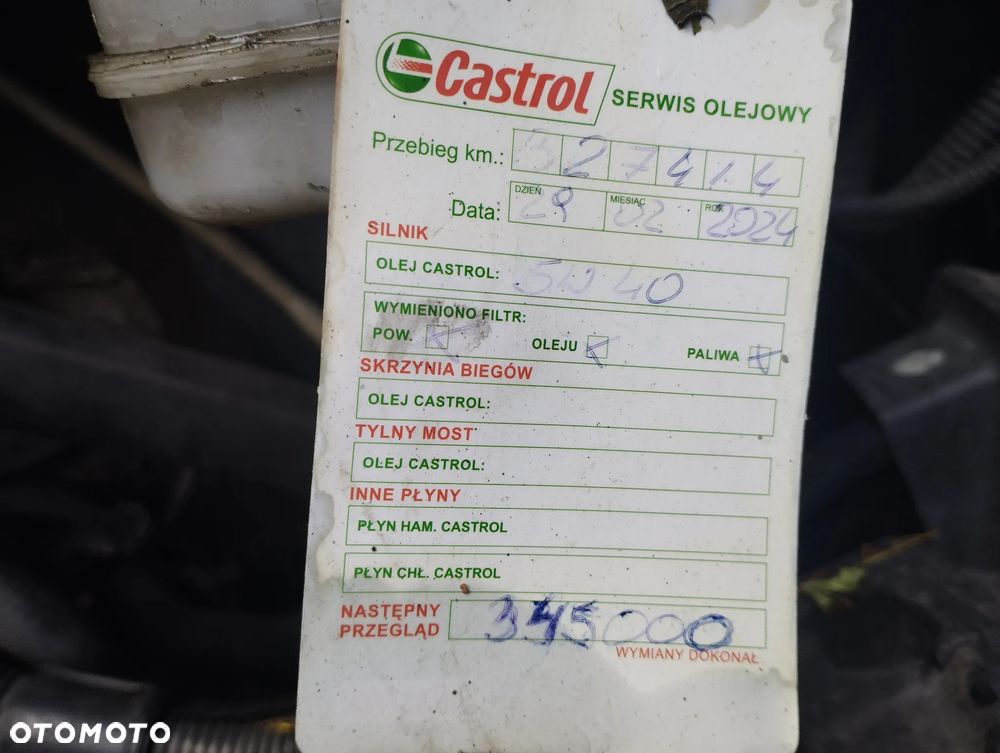 Castrol SERWIS OLEJOWY
Przebieg km.: 327414
DZIEŃ MIESIĄC ROK
Data: 29 02 2024
SILNIK
OLEJ CASTROL: 5W40
WYMIENIONO FILTR:
POW. OLEJU PALIWA
SKRZYNIA BIEGÓW
OLEJ CASTROL:
TYLNY MOST
OLEJ CASTROL:
INNE PŁYNY
PŁYN HAM. CASTROL
PŁYN CHŁ. CASTROL
NASTĘPNY
PRZEGLĄD 345000
WYMIANY DOKONAŁ
OTOMOTO